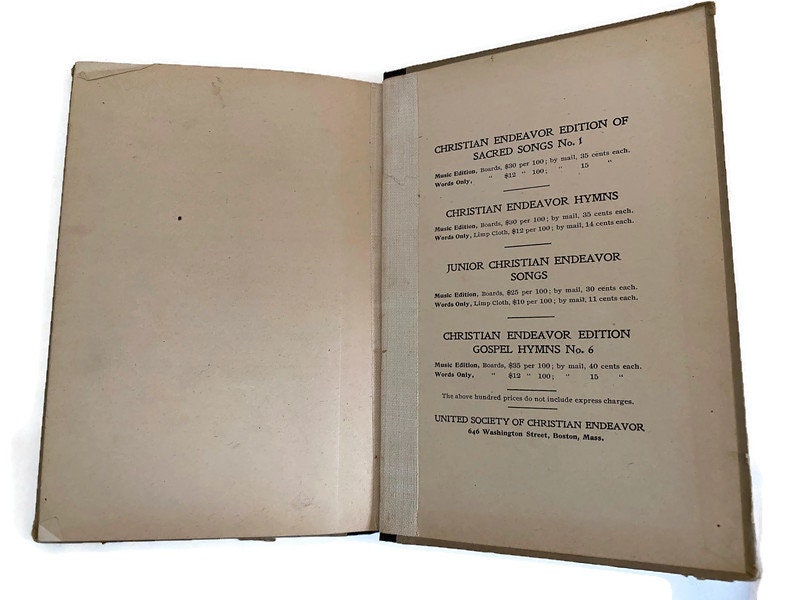 CHRISTIAN ENDEAVOR EDITION OF
SACRED SONGS No. 1
Music Edition, Boards, $30 per 100; by mail, 35 cents each.
Words Only, " $12 " 100; " 15 "
CHRISTIAN ENDEAVOR HYMNS
Music Edition, Boards, $30 per 100; by mail, 35 cents each.
Words Only, Limp Cloth, $12 per 100; by mail, 14 cents each.
JUNIOR CHRISTIAN ENDEAVOR
SONGS
Music Edition, Boards, $25 per 100; by mail, 30 cents each.
Words Only, Limp Cloth, $10 per 100; by mail, 11 cents each.
CHRISTIAN ENDEAVOR EDITION
GOSPEL HYMNS No. 6
Music Edition, Boards, $35 per 100; by mail, 40 cents each.
Words Only, " $12 " 100; " 15 "
The above hundred prices do not include express charges.
UNITED SOCIETY OF CHRISTIAN ENDEAVOR
646 Washington Street, Boston, Mass.